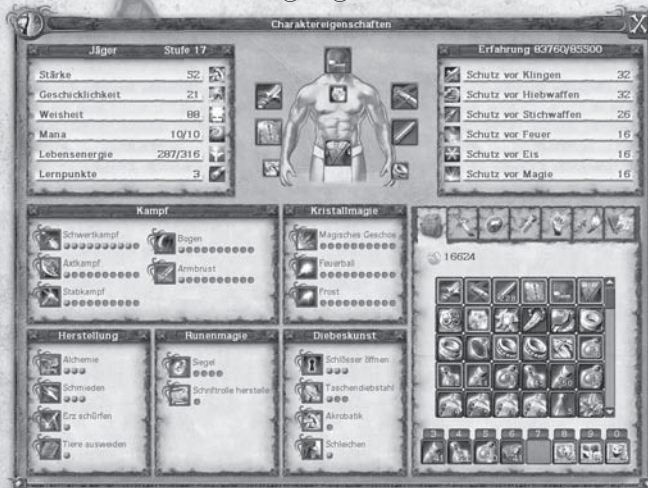 Charaktereigenschaften
Jäger Stufe 17
Stärke 52
Geschicklichkeit 21
Weisheit 88
Mana 10/10
Lebensenergie 287/316
Lernpunkte 3
Erfahrung 83760/85500
Schutz vor Klingen 32
Schutz vor Hiebwaffen 32
Schutz vor Stichwaffen 26
Schutz vor Feuer 16
Schutz vor Eis 16
Schutz vor Magie 16
Kampf
Schwertkampf
Bogen
Axtkampf
Armbrust
Stabkampf
Kristallmagie
Magisches Geschos
Feuerball
Frost
16624
Herstellung
Alchemie
Schmieden
Erz schürfen
Tiere ausweiden
Runenmagie
Siegel
Schriftrolle herstelle
Diebeskunst
Schlösser öffnen
Taschendiebstahl
Akrobatik
Schleichen
3 4 5 6 7 8 9 0